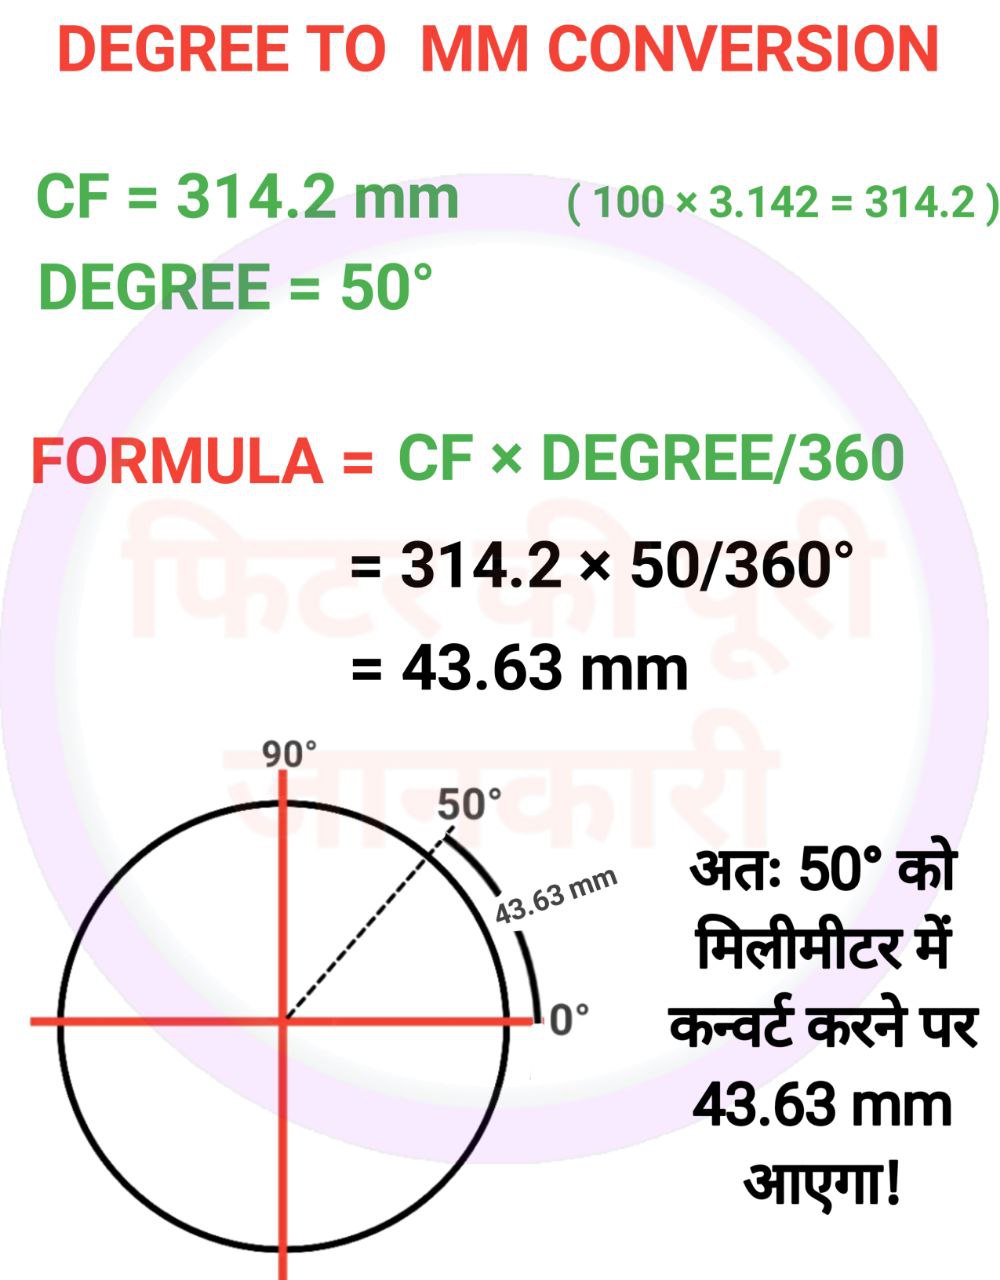 DEGREE TO MM CONVERSION
CF = 314.2 mm ( 100 × 3.142 = 314.2 )
DEGREE = 50°
FORMULA = CF × DEGREE/360
= 314.2 × 50/360°
= 43.63 mm
फिटर की पूरी
जानकारी
90°
50°
43.63 mm
0°
अतः 50° को
मिलीमीटर में
कन्वर्ट करने पर
43.63 mm
आएगा!